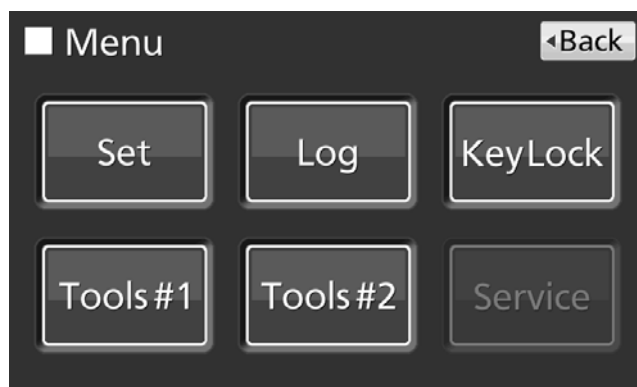 Menu
Back
Set
Log
KeyLock
Tools #1
Tools #2
Service